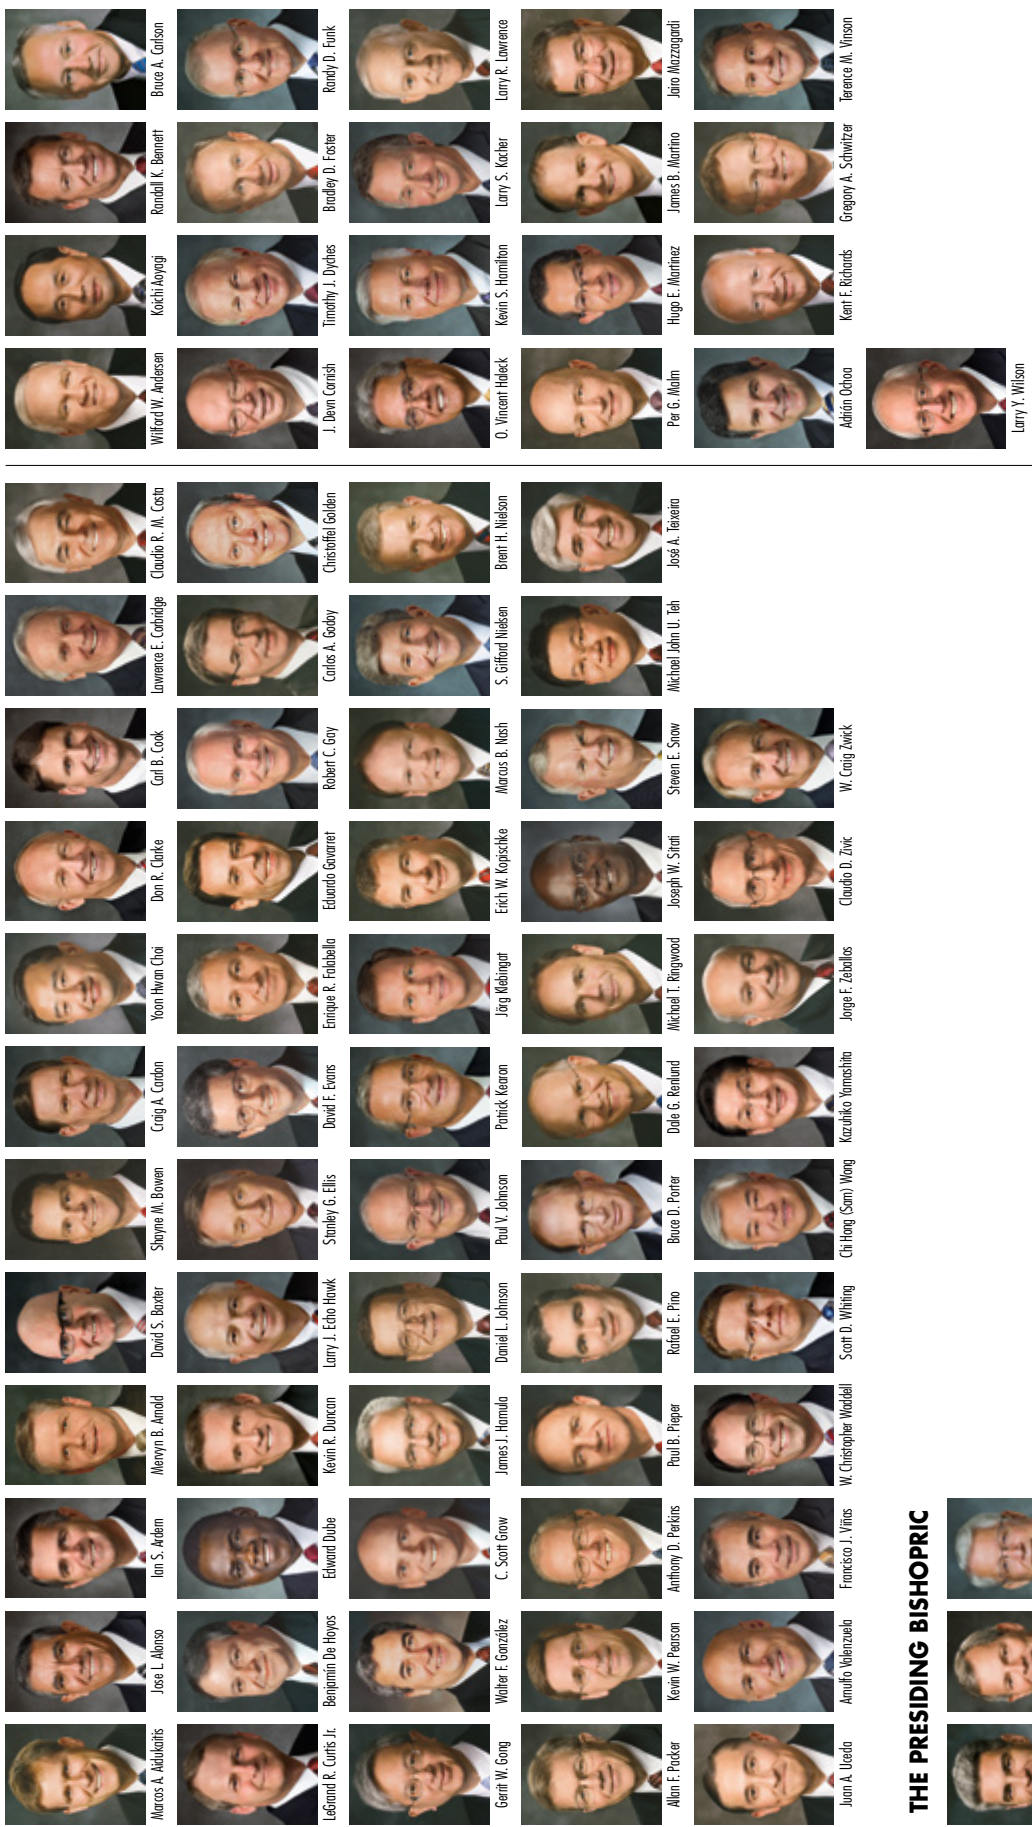 Marcos A. Aidukaitis
Jose L. Alonso
Ian S. Ardern
Mervyn B. Arnold
David S. Baxter
Shayne M. Bowen
Craig A. Cardon
Yoon Hwan Choi
Don R. Clarke
Carl B. Cook
Lawrence E. Corbridge
Claudio R. M. Costa
LeGrand R. Curtis Jr.
Benjamín De Hoyos
Edward Dube
Kevin R. Duncan
Larry J. Echo Hawk
Stanley G. Ellis
David F. Evans
Enrique R. Falabella
Eduardo Gavarret
Robert C. Gay
Carlos A. Godoy
Christoffel Golden
Gerrit W. Gong
Walter F. González
C. Scott Grow
James J. Hamula
Daniel L. Johnson
Paul V. Johnson
Patrick Kearon
Jörg Klebingat
Erich W. Kopischke
Marcus B. Nash
S. Gifford Nielsen
Brent H. Nielson
Allan F. Packer
Kevin W. Pearson
Anthony D. Perkins
Paul B. Pieper
Rafael E. Pino
Bruce D. Porter
Dale G. Renlund
Michael T. Ringwood
Joseph W. Sitati
Steven E. Snow
Michael John U. Teh
José A. Teixeira
Juan A. Uceda
Arnulfo Valenzuela
Francisco J. Viñas
W. Christopher Waddell
Scott D. Whiting
Chi Hong (Sam) Wong
Kazuhiko Yamashita
Jorge F. Zeballos
Claudio D. Zivic
W. Craig Zwick
Wilford W. Andersen
Koichi Aoyagi
Randall K. Bennett
Bruce A. Carlson
J. Devn Cornish
Timothy J. Dyches
Bradley D. Foster
Randy D. Funk
O. Vincent Haleck
Kevin S. Hamilton
Larry S. Kacher
Larry R. Lawrence
Per G. Malm
Hugo E. Martinez
James B. Martino
Jairo Mazzagardi
Adrián Ochoa
Kent F. Richards
Gregory A. Schwitzer
Terence M. Vinson
Larry Y. Wilson
THE PRESIDING BISHOPRIC